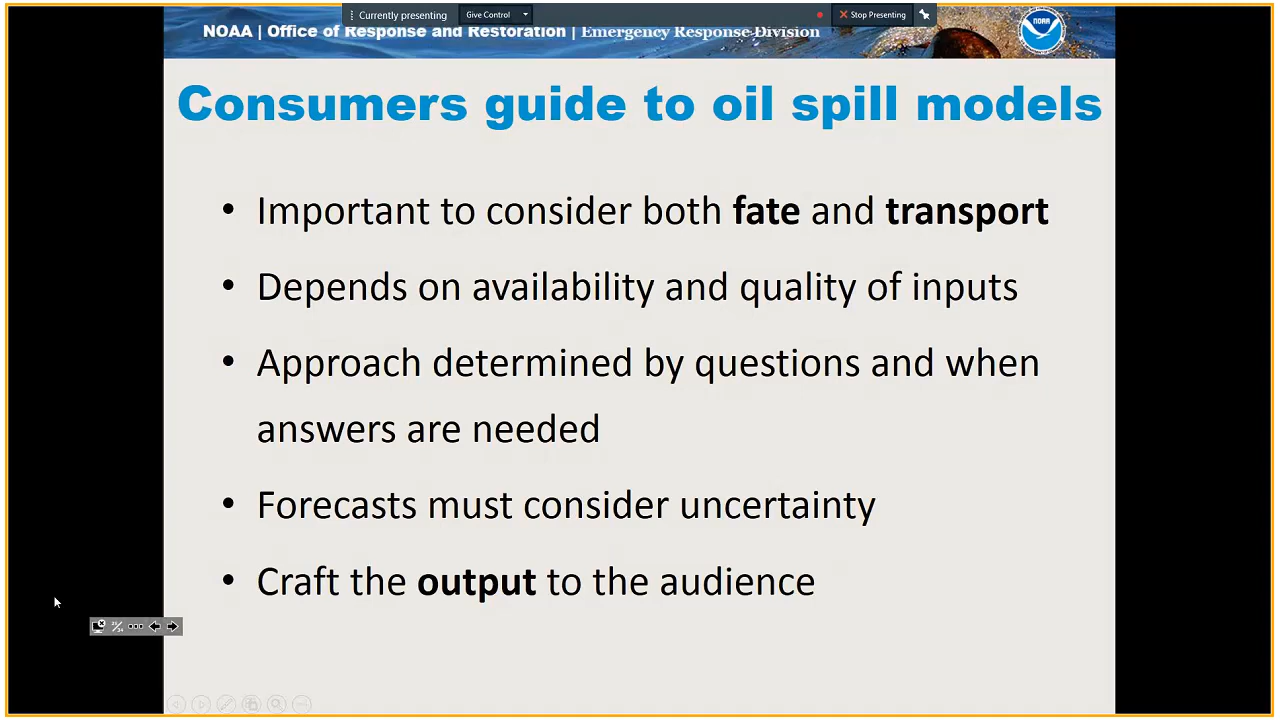 Currently presenting
Give Control
Stop Presenting
NOAA | Office of Response and Restoration | Emergency Response Division
NOAA
Consumers guide to oil spill models
• Important to consider both fate and transport
• Depends on availability and quality of inputs
• Approach determined by questions and when
answers are needed
• Forecasts must consider uncertainty
• Craft the output to the audience